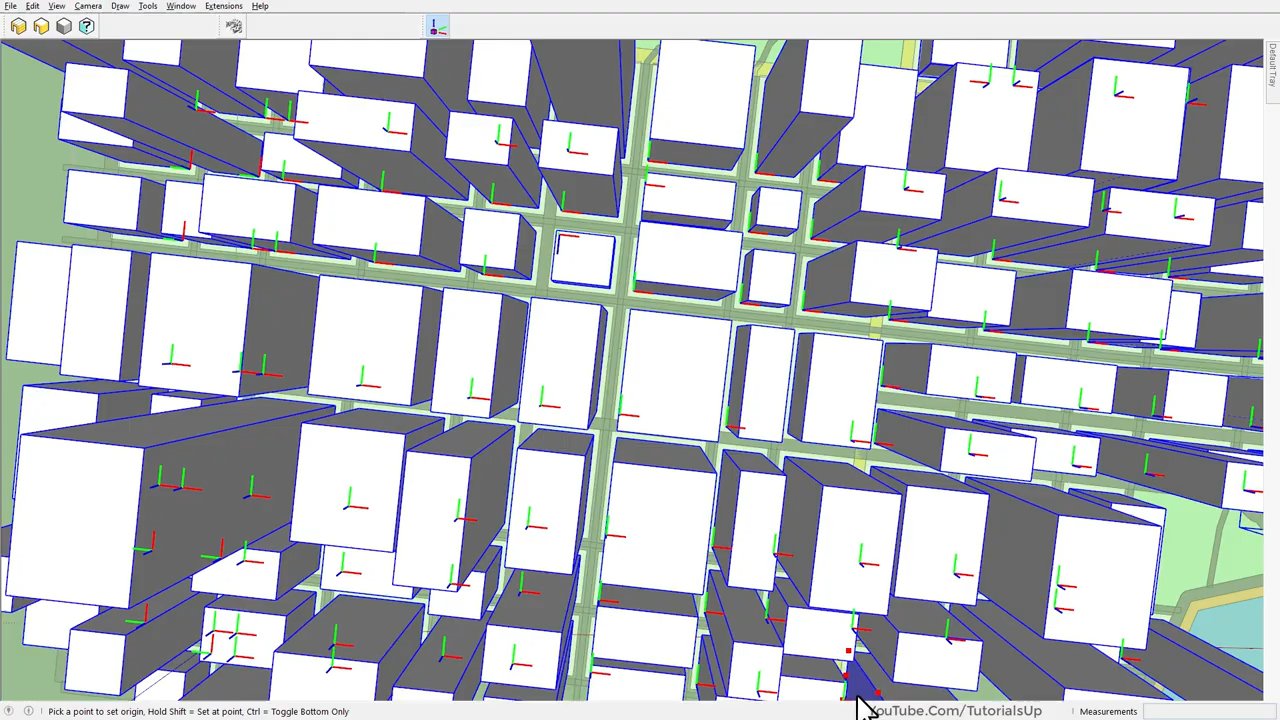 File Edit View Camera Draw Tools Window Extensions Help
Default Tray
Pick a point to set origin, Hold Shift = Set at point, Ctrl = Toggle Bottom Only
YouTube.Com/TutorialsUp
Measurements